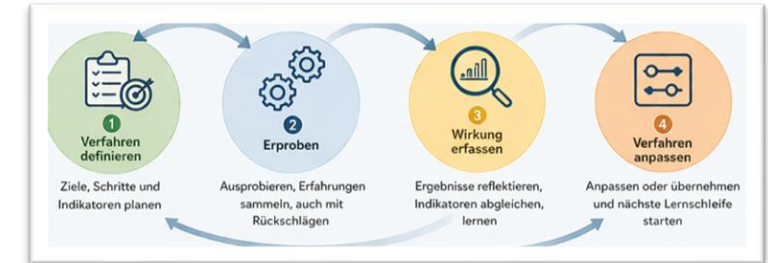 1
Verfahren
definieren
Ziele, Schritte und
Indikatoren planen
2
Erproben
Ausprobieren, Erfahrungen
sammeln, auch mit
Rückschlägen
3
Wirkung
erfassen
Ergebnisse reflektieren,
Indikatoren abgleichen,
lernen
4
Verfahren
anpassen
Anpassen oder übernehmen
und nächste Lernschleife
starten